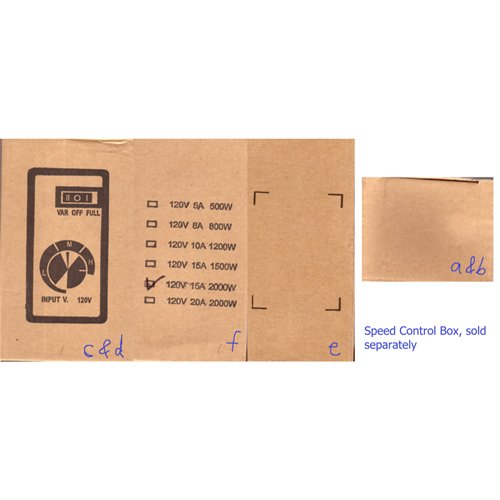 VAR OFF FULL
L M H
INPUT V. 120V
c & d
120V 5A 500W
120V 8A 800W
120V 10A 1200W
120V 15A 1500W
120V 15A 2000W
120V 20A 2000W
f
e
a & b
Speed Control Box, sold
separately